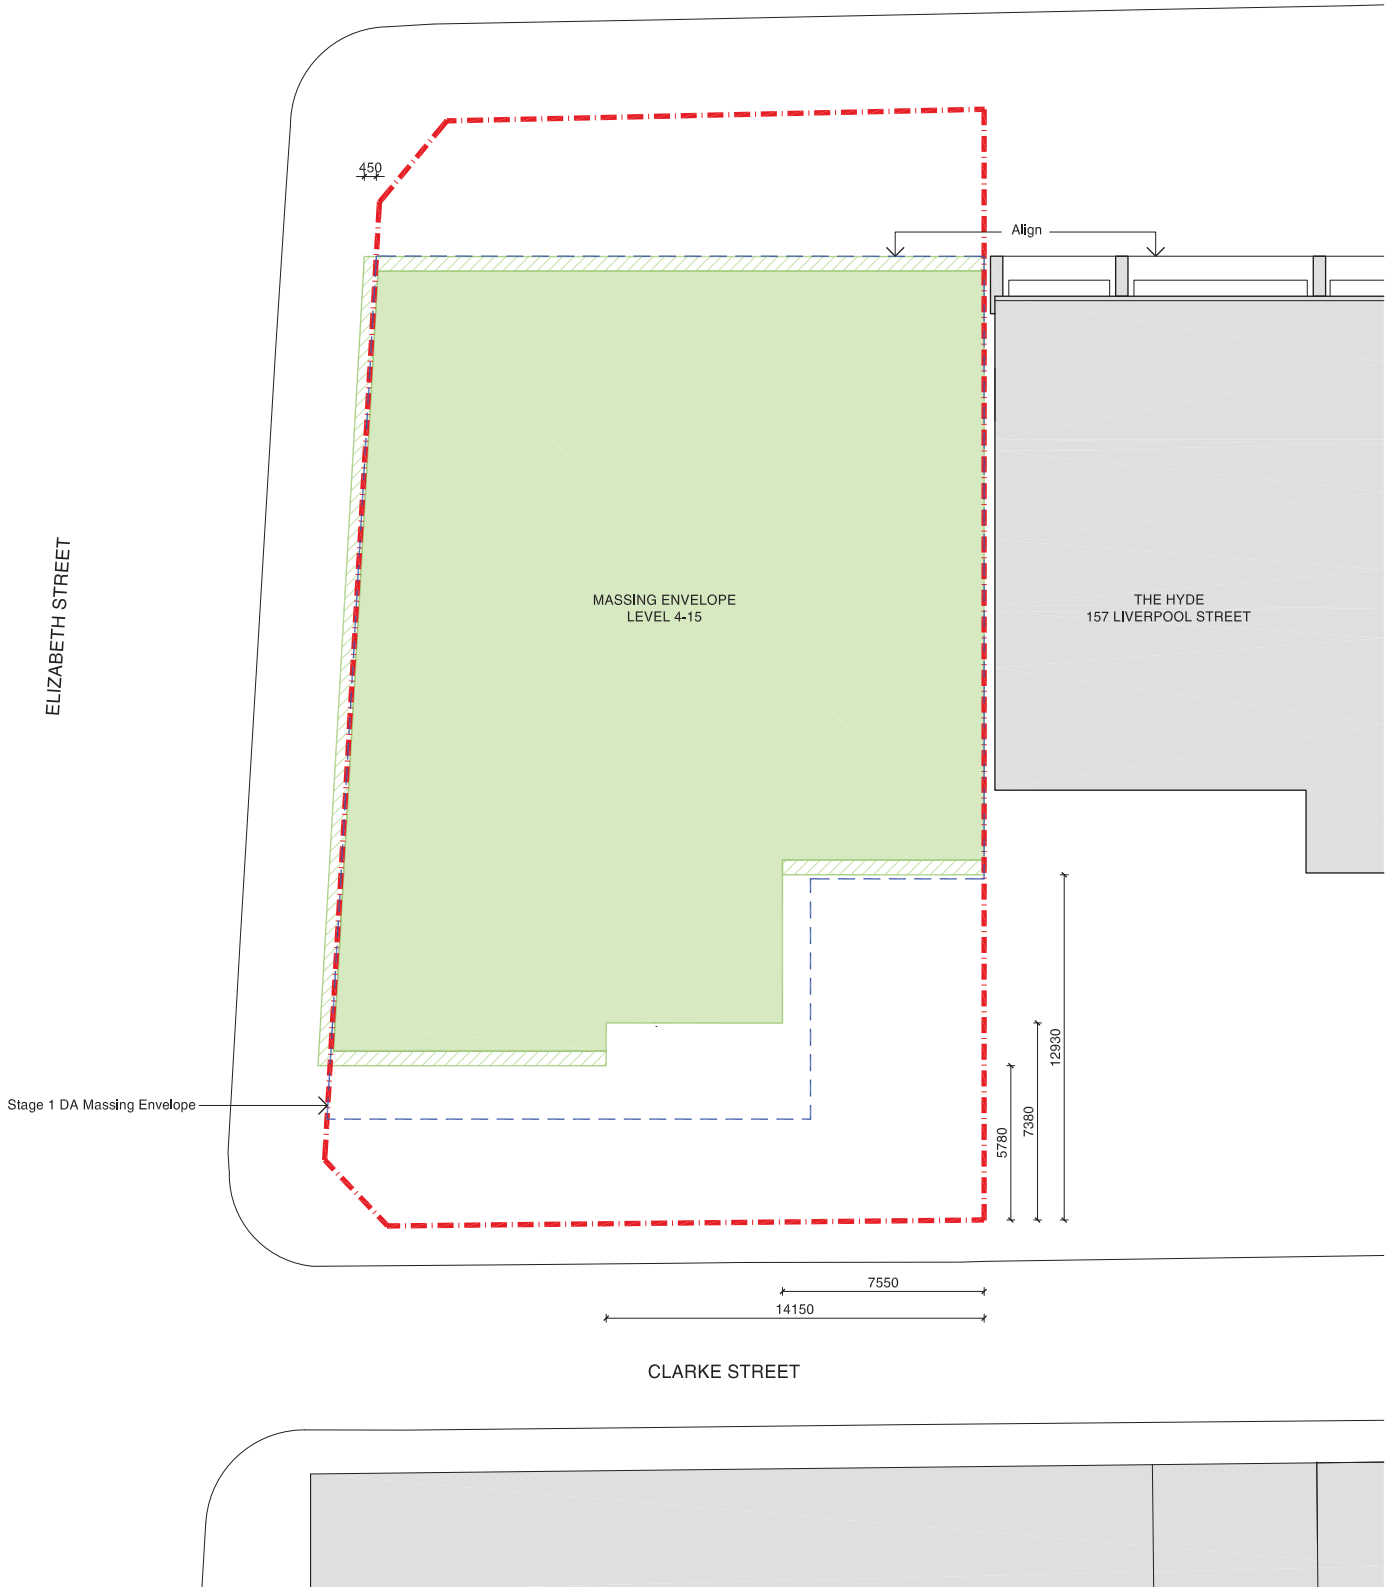 450
Align
ELIZABETH STREET
MASSING ENVELOPE
LEVEL 4-15
THE HYDE
157 LIVERPOOL STREET
Stage 1 DA Massing Envelope
5780
7380
12930
7550
14150
CLARKE STREET